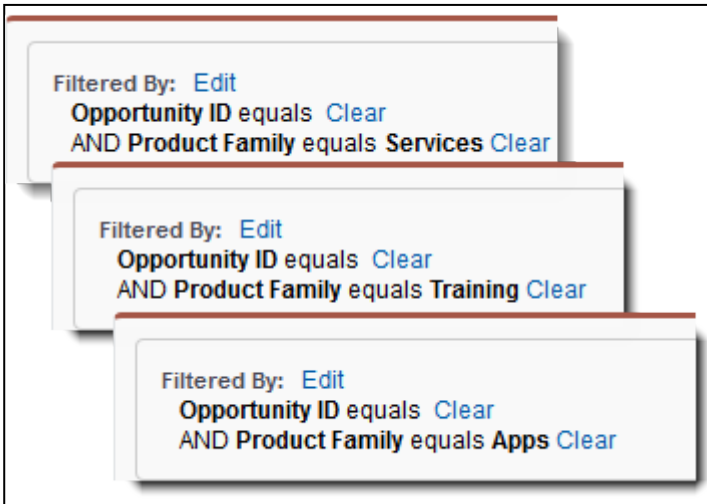 Filtered By: Edit
Opportunity ID equals Clear
AND Product Family equals Services Clear
Filtered By: Edit
Opportunity ID equals Clear
AND Product Family equals Training Clear
Filtered By: Edit
Opportunity ID equals Clear
AND Product Family equals Apps Clear